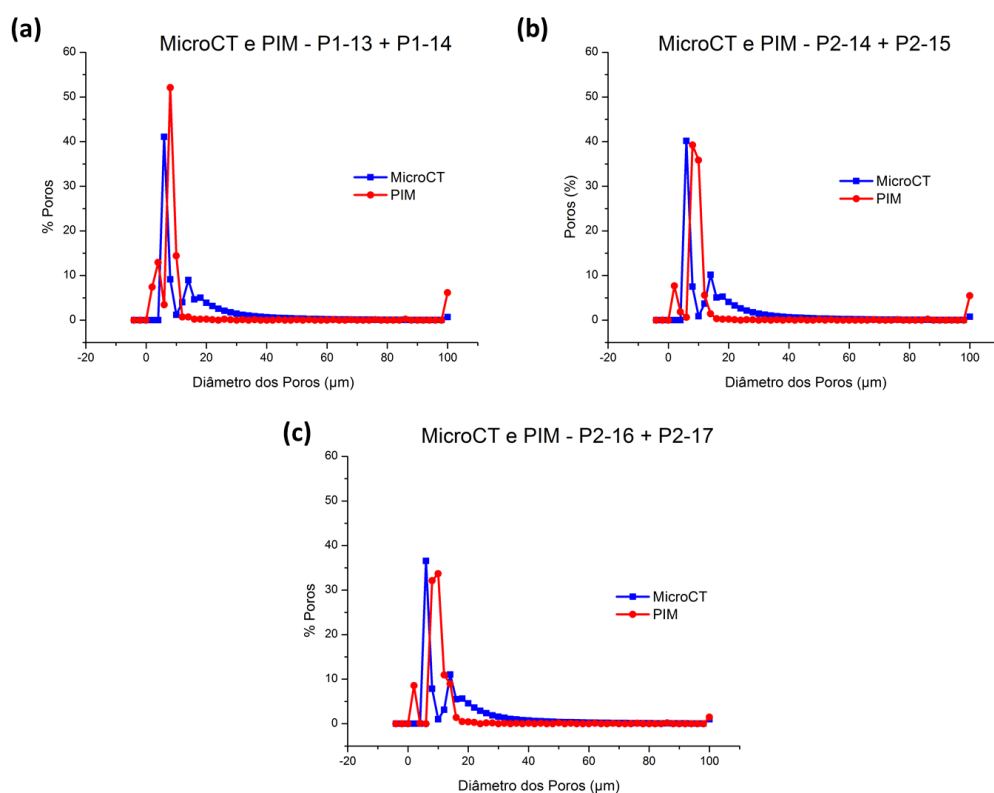 (a)
MicroCT e PIM - P1-13 + P1-14
60
50
40
30
20
10
0
% Poros
MicroCT
PIM
-20 0 20 40 60 80 100
Diâmetro dos Poros (µm)
(b)
MicroCT e PIM - P2-14 + P2-15
60
50
40
30
20
10
0
Poros (%)
MicroCT
PIM
-20 0 20 40 60 80 100
Diâmetro dos Poros (µm)
(c)
MicroCT e PIM - P2-16 + P2-17
60
50
40
30
20
10
0
% Poros
MicroCT
PIM
-20 0 20 40 60 80 100
Diâmetro dos Poros (µm)